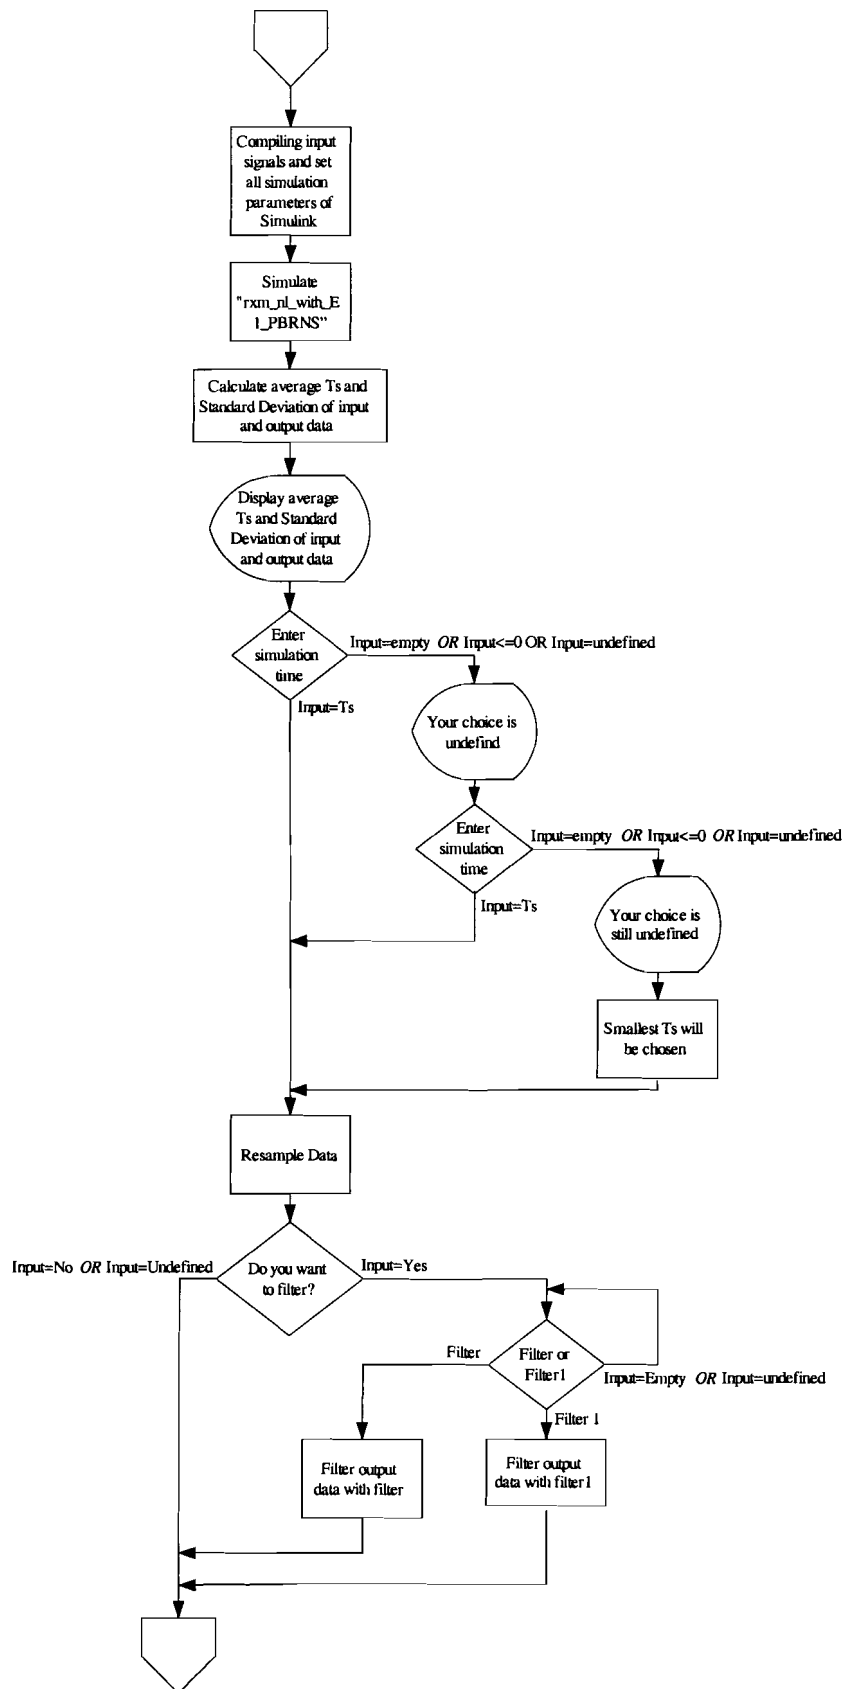 Compiling input
signals and set
all simulation
parameters of
Simulink
Simulate
"rxm_nl_with_E
1_PBRNS"
Calculate average Ts and
Standard Deviation of input
and output data
Display average
Ts and Standard
Deviation of input
and output data
Enter
simulation
time
Input=empty OR Input<=0 OR Input=undefined
Input=Ts
Your choice is
undefind
Enter
simulation
time
Input=empty OR Input<=0 OR Input=undefined
Input=Ts
Your choice is
still undefined
Smallest Ts will
be chosen
Resample Data
Input=No OR Input=Undefined
Do you want
to filter?
Input=Yes
Filter
Filter or
Filter1
Input=Empty OR Input=undefined
Filter 1
Filter output
data with filter
Filter output
data with filter1